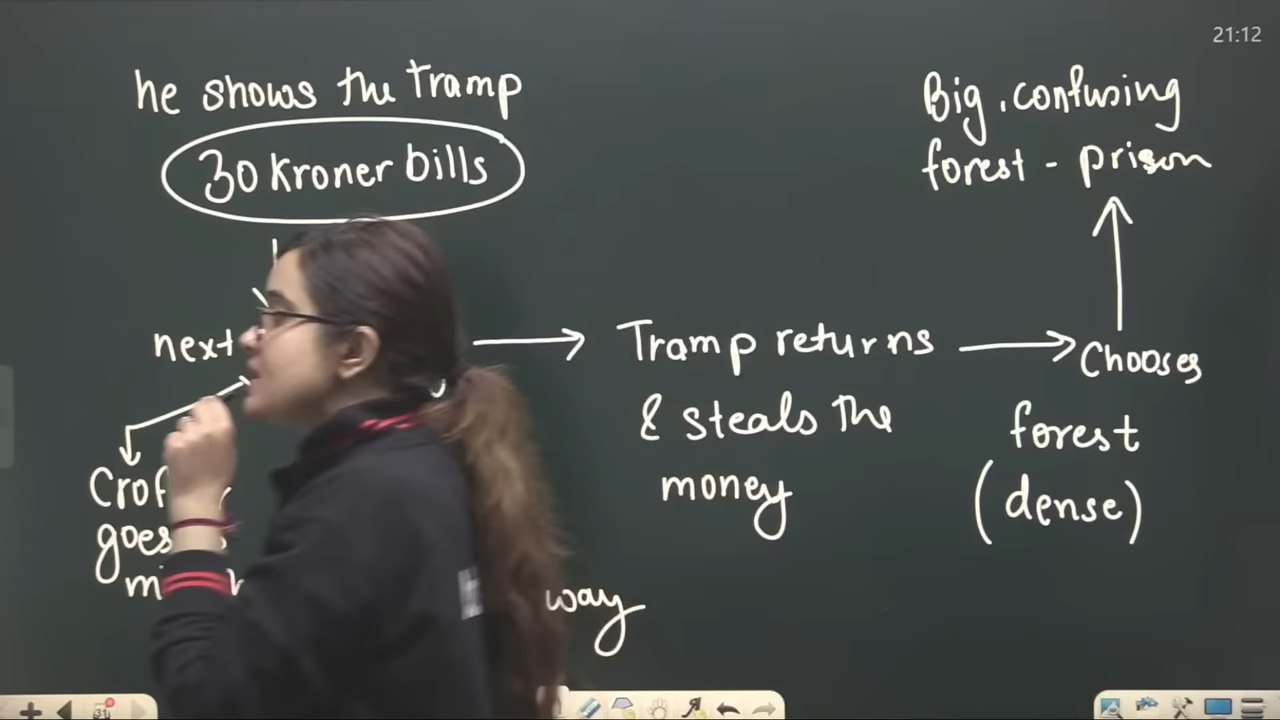 21:12
he shows the Tramp
30 Kroner bills
next
Tramp returns
& steals the
money
Chooses
forest
(dense)
Big, confusing
forest - prison
goes
way